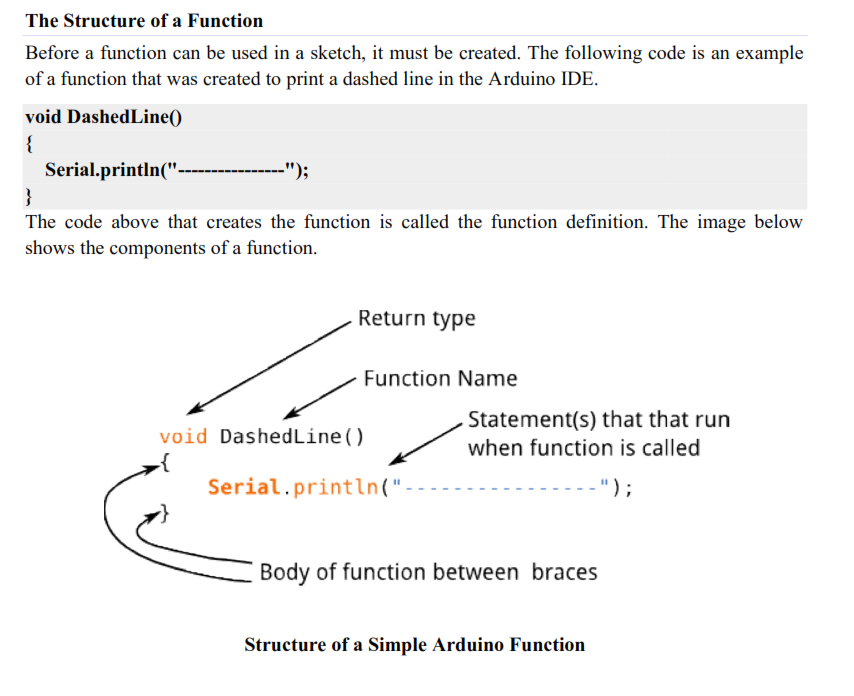 The Structure of a Function
Before a function can be used in a sketch, it must be created. The following code is an example
of a function that was created to print a dashed line in the Arduino IDE.
void DashedLine()
{
Serial.println("----------------");
}
The code above that creates the function is called the function definition. The image below
shows the components of a function.
Return type
Function Name
Statement(s) that that run
when function is called
void DashedLine()
{
Serial.println("----------------");
}
Body of function between braces
Structure of a Simple Arduino Function